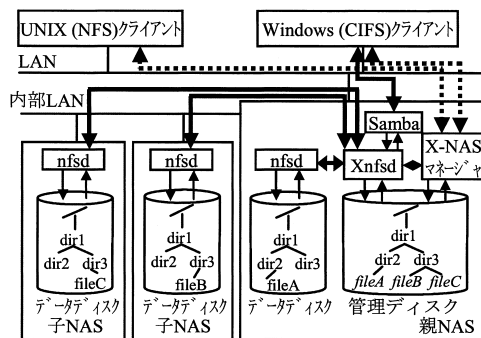 UNIX (NFS)クライアント
Windows (CIFS)クライアント
LAN
内部LAN
Samba
nfsd
nfsd
nfsd
Xnfsd
X-NAS
マネージャ
dir1
dir2 dir3
fileC
dir1
dir2 dir3
fileB
dir1
dir2 dir3
fileA
dir1
dir2 dir3
fileA fileB fileC
データディスク
子NAS
データディスク
子NAS
データディスク
管理ディスク
親NAS